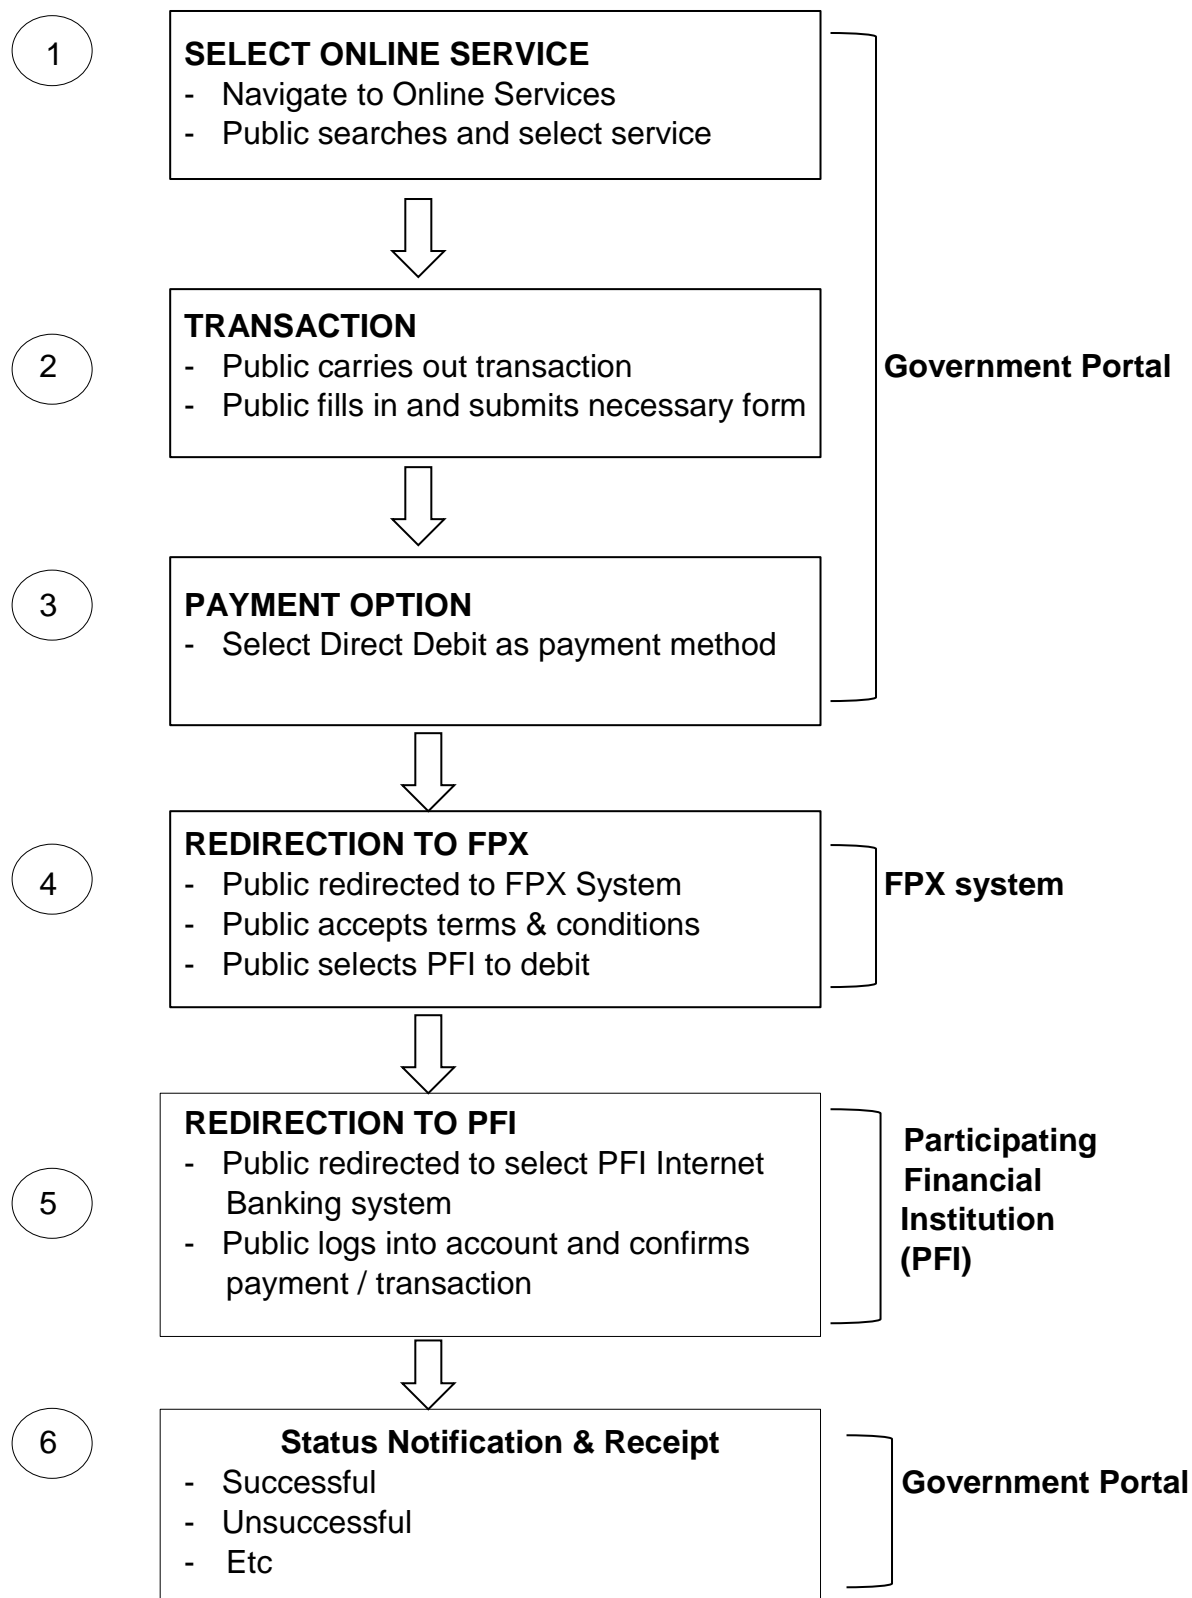 1
SELECT ONLINE SERVICE
- Navigate to Online Services
- Public searches and select service
2
TRANSACTION
- Public carries out transaction
- Public fills in and submits necessary form
Government Portal
3
PAYMENT OPTION
- Select Direct Debit as payment method
4
REDIRECTION TO FPX
- Public redirected to FPX System
- Public accepts terms & conditions
- Public selects PFI to debit
FPX system
5
REDIRECTION TO PFI
- Public redirected to select PFI Internet
Banking system
- Public logs into account and confirms
payment / transaction
Participating
Financial
Institution
(PFI)
6
Status Notification & Receipt
- Successful
- Unsuccessful
- Etc
Government Portal